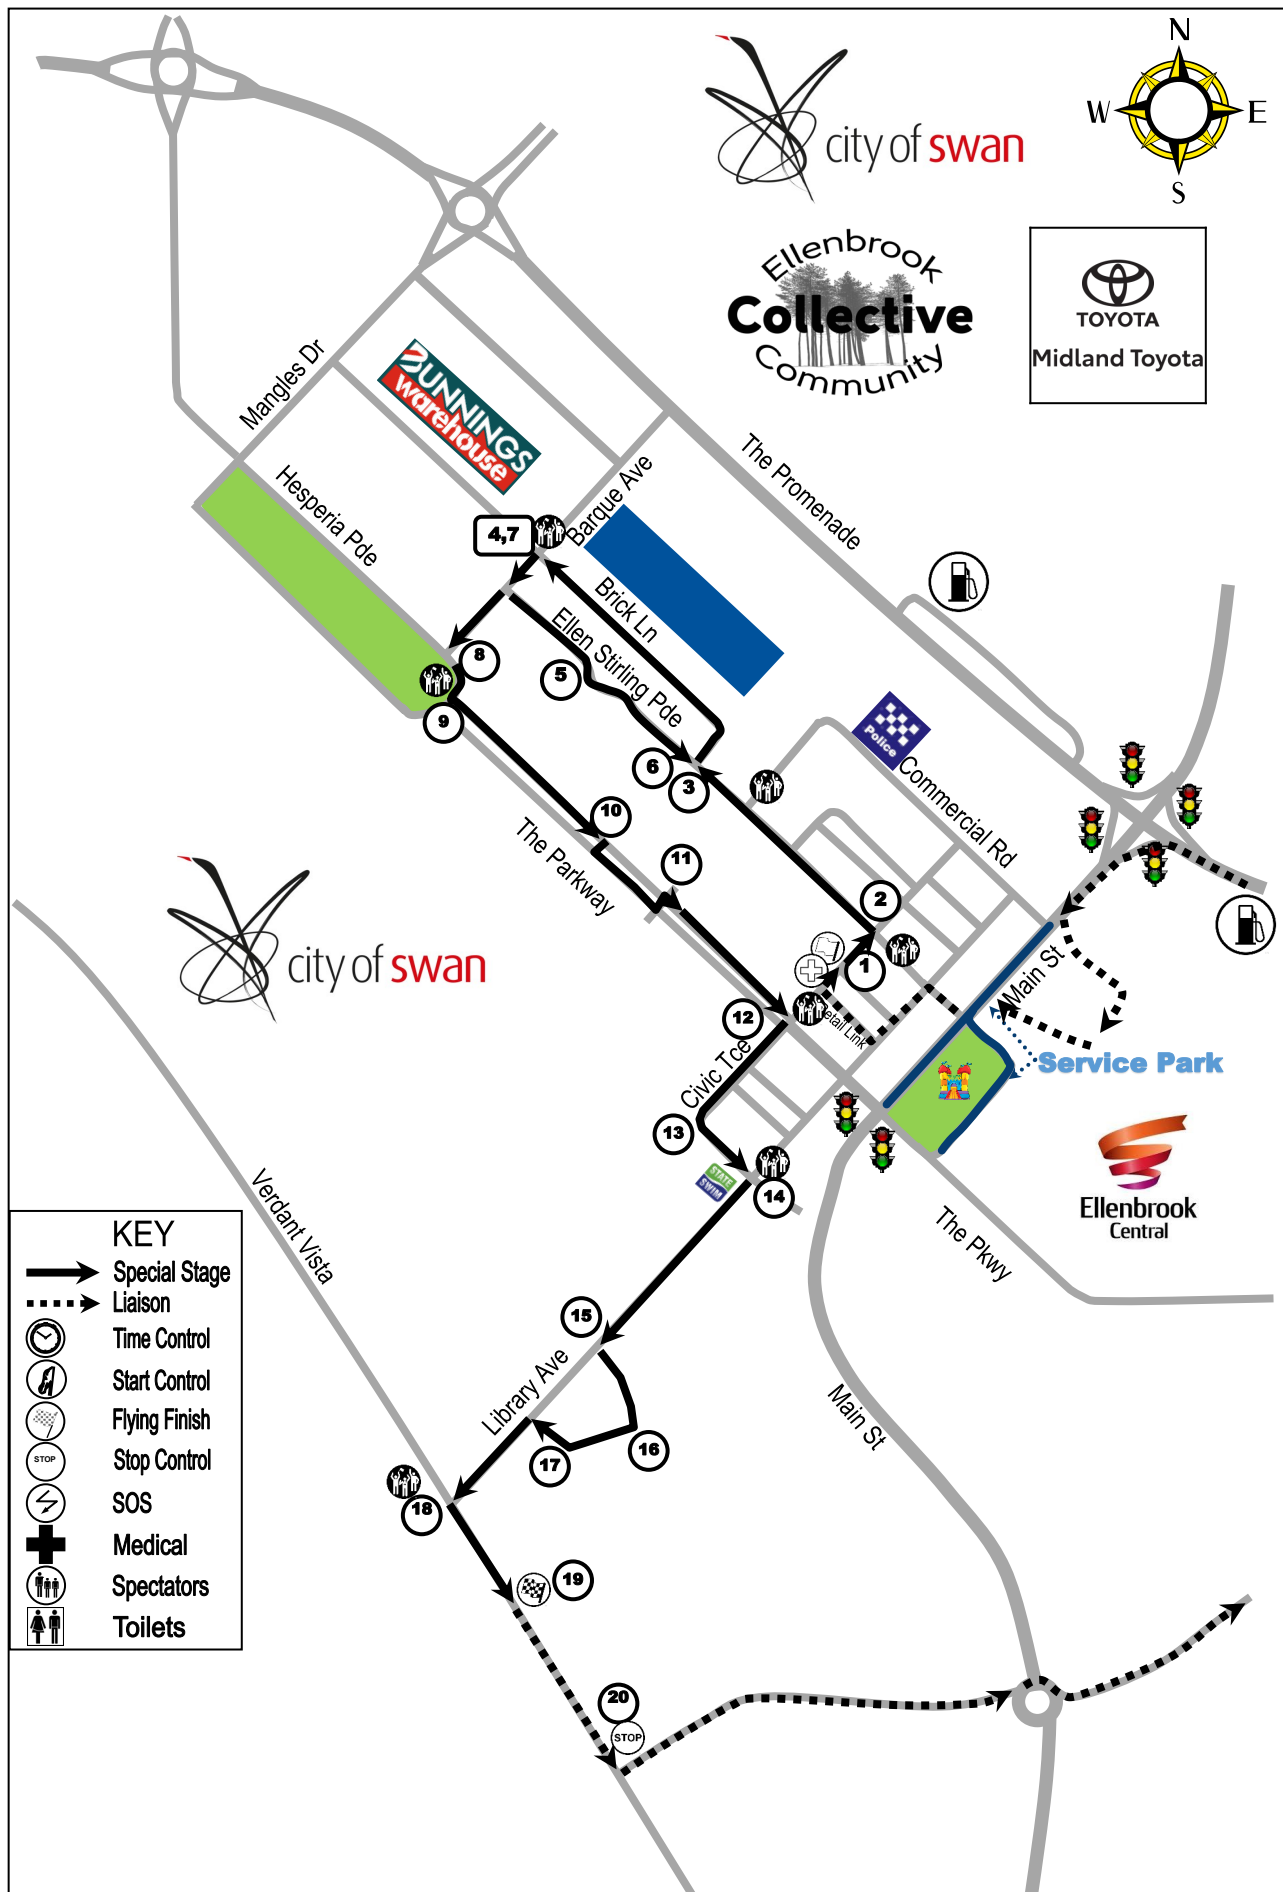 N
W
E
S
city of swan
Ellenbrook
Collective
Community
TOYOTA
Midland Toyota
Mangles Dr
BUNNINGS
warehouse
Hesperia Pde
Barque Ave
The Promenade
4,7
Brick Ln
Ellen Stirling Pde
8
5
9
6
3
Police
Commercial Rd
10
The Parkway
11
2
1
city of swan
Main St
12
etail Link
Civic Tce
Service Park
13
STATE
SWIM
14
Ellenbrook
Central
Verdant Vista
The Pkwy
KEY
Special Stage
Liaison
Time Control
Start Control
Flying Finish
STOP
Stop Control
SOS
Medical
Spectators
Toilets
15
Library Ave
Main St
16
17
18
19
20
STOP